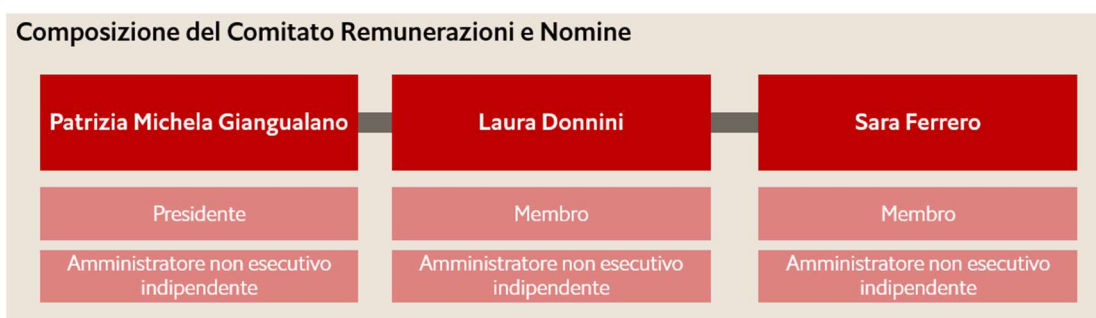 Composizione del Comitato Remunerazioni e Nomine
Patrizia Michela Giangualano
Laura Donnini
Sara Ferrero
Presidente
Membro
Membro
Amministratore non esecutivo
indipendente
Amministratore non esecutivo
indipendente
Amministratore non esecutivo
indipendente